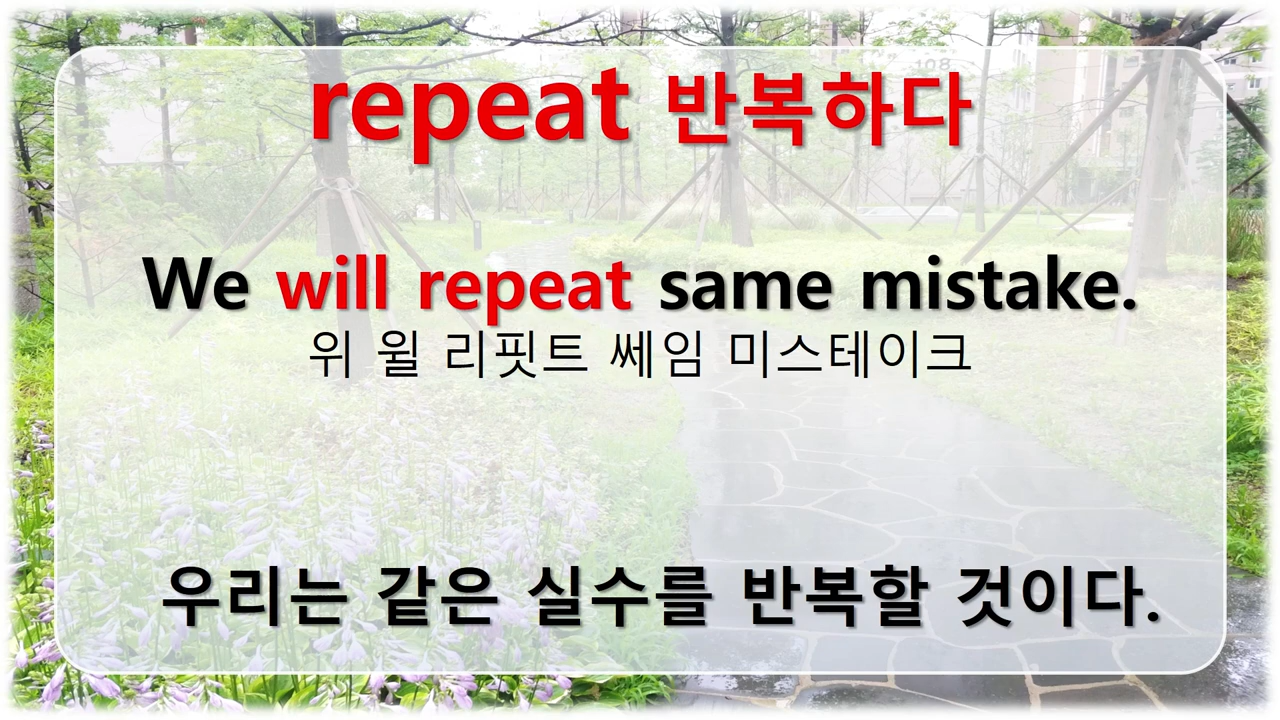 repeat 반복하다
We will repeat same mistake.
위 윌 리핏트 쎄임 미스테이크
우리는 같은 실수를 반복할 것이다.
108